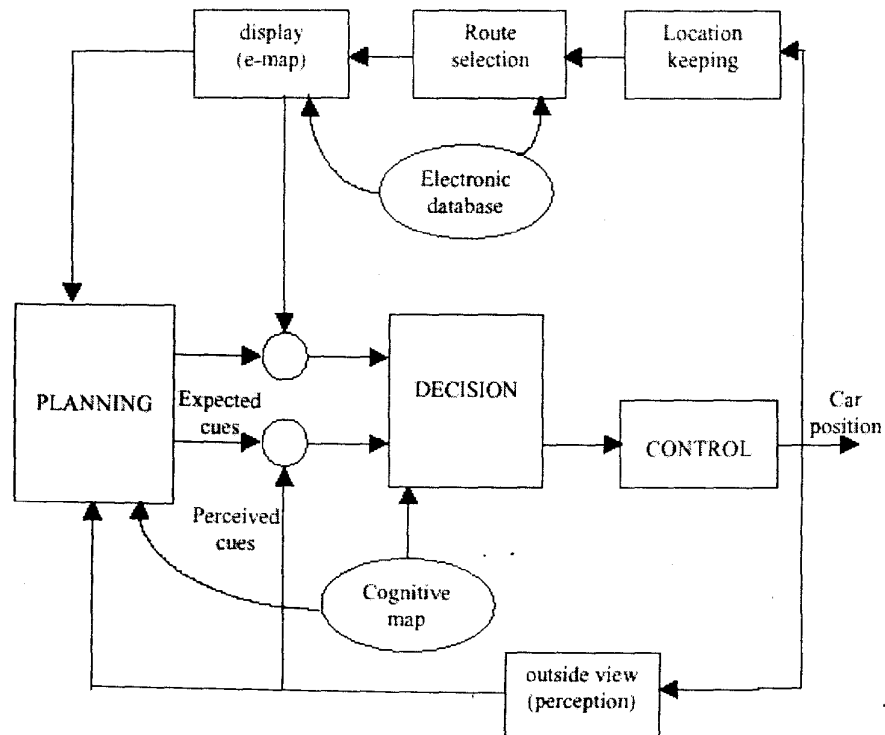 display
(e-map)
Route
selection
Location
keeping
Electronic
database
PLANNING
Expected
cues
DECISION
CONTROL
Car
position
Perceived
cues
Cognitive
map
outside view
(perception)